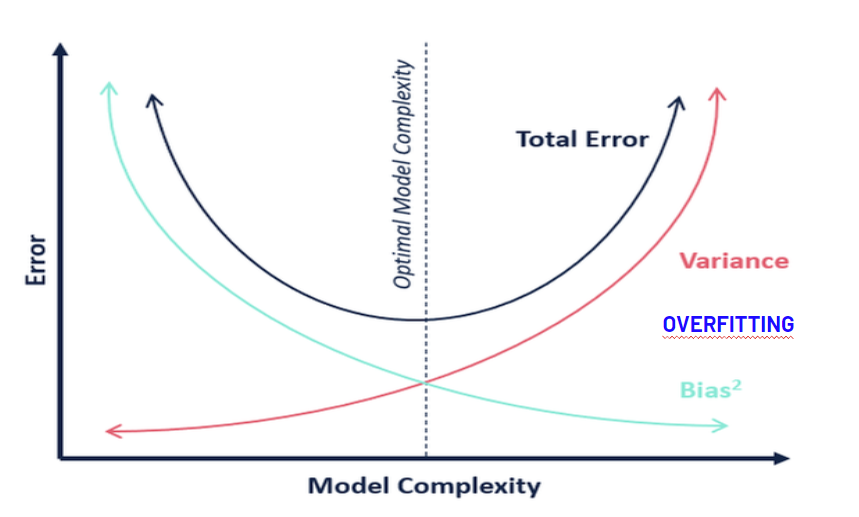 Optimal Model Complexity
Total Error
Error
Variance
OVERFITTING
Bias²
Model Complexity